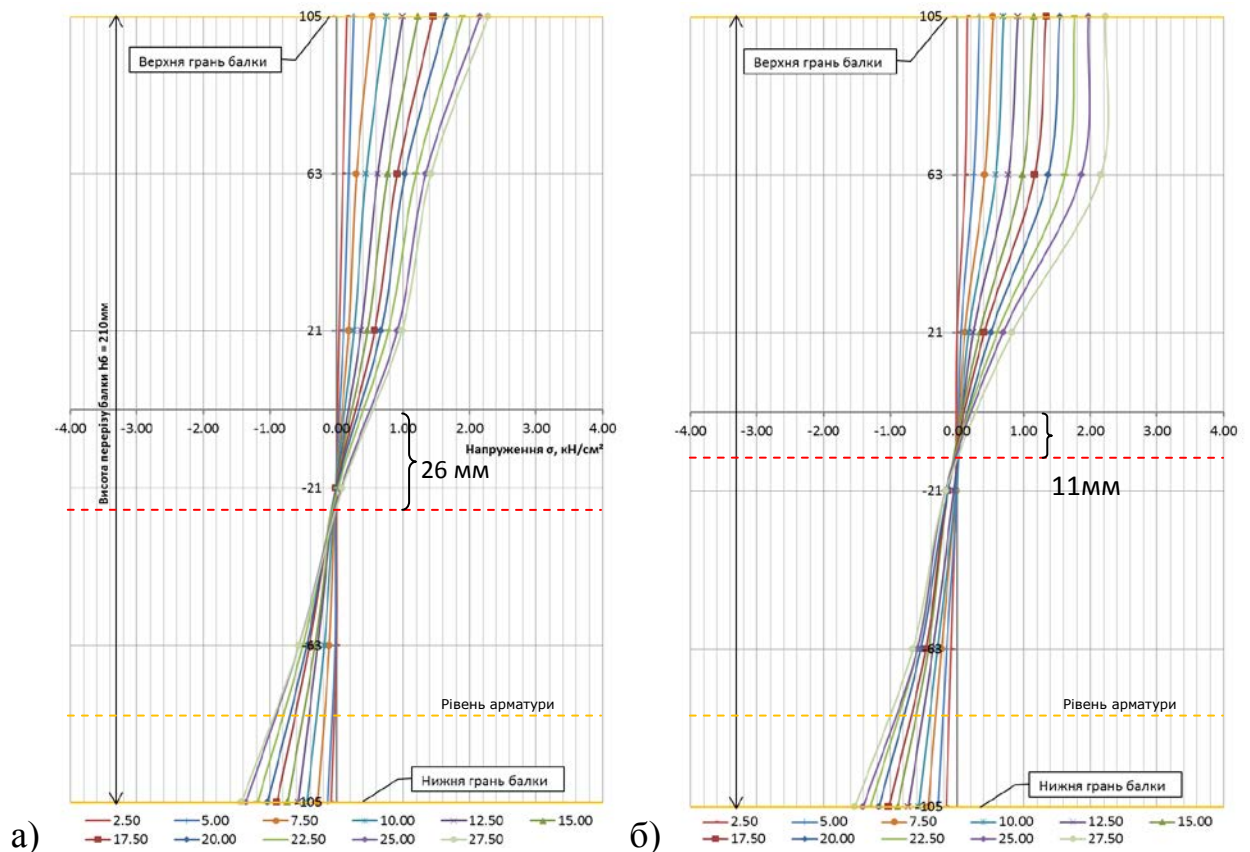 105
Верхня грань балки
63
21
-4.00 -3.00 -2.00 -1.00 0.00 1.00 2.00 3.00 4.00
Напруження σ, кН/см²
26 мм
-21
-63
Рівень арматури
Нижня грань балки
-105
Висота перерізу балки hб = 210мм
2.50 5.00 7.50 10.00 12.50 15.00
17.50 20.00 22.50 25.00 27.50
а)
105
Верхня грань балки
63
21
-4.00 -3.00 -2.00 -1.00 0.00 1.00 2.00 3.00 4.00
11мм
-21
-63
Рівень арматури
Нижня грань балки
-105
2.50 5.00 7.50 10.00 12.50 15.00
17.50 20.00 22.50 25.00 27.50
б)